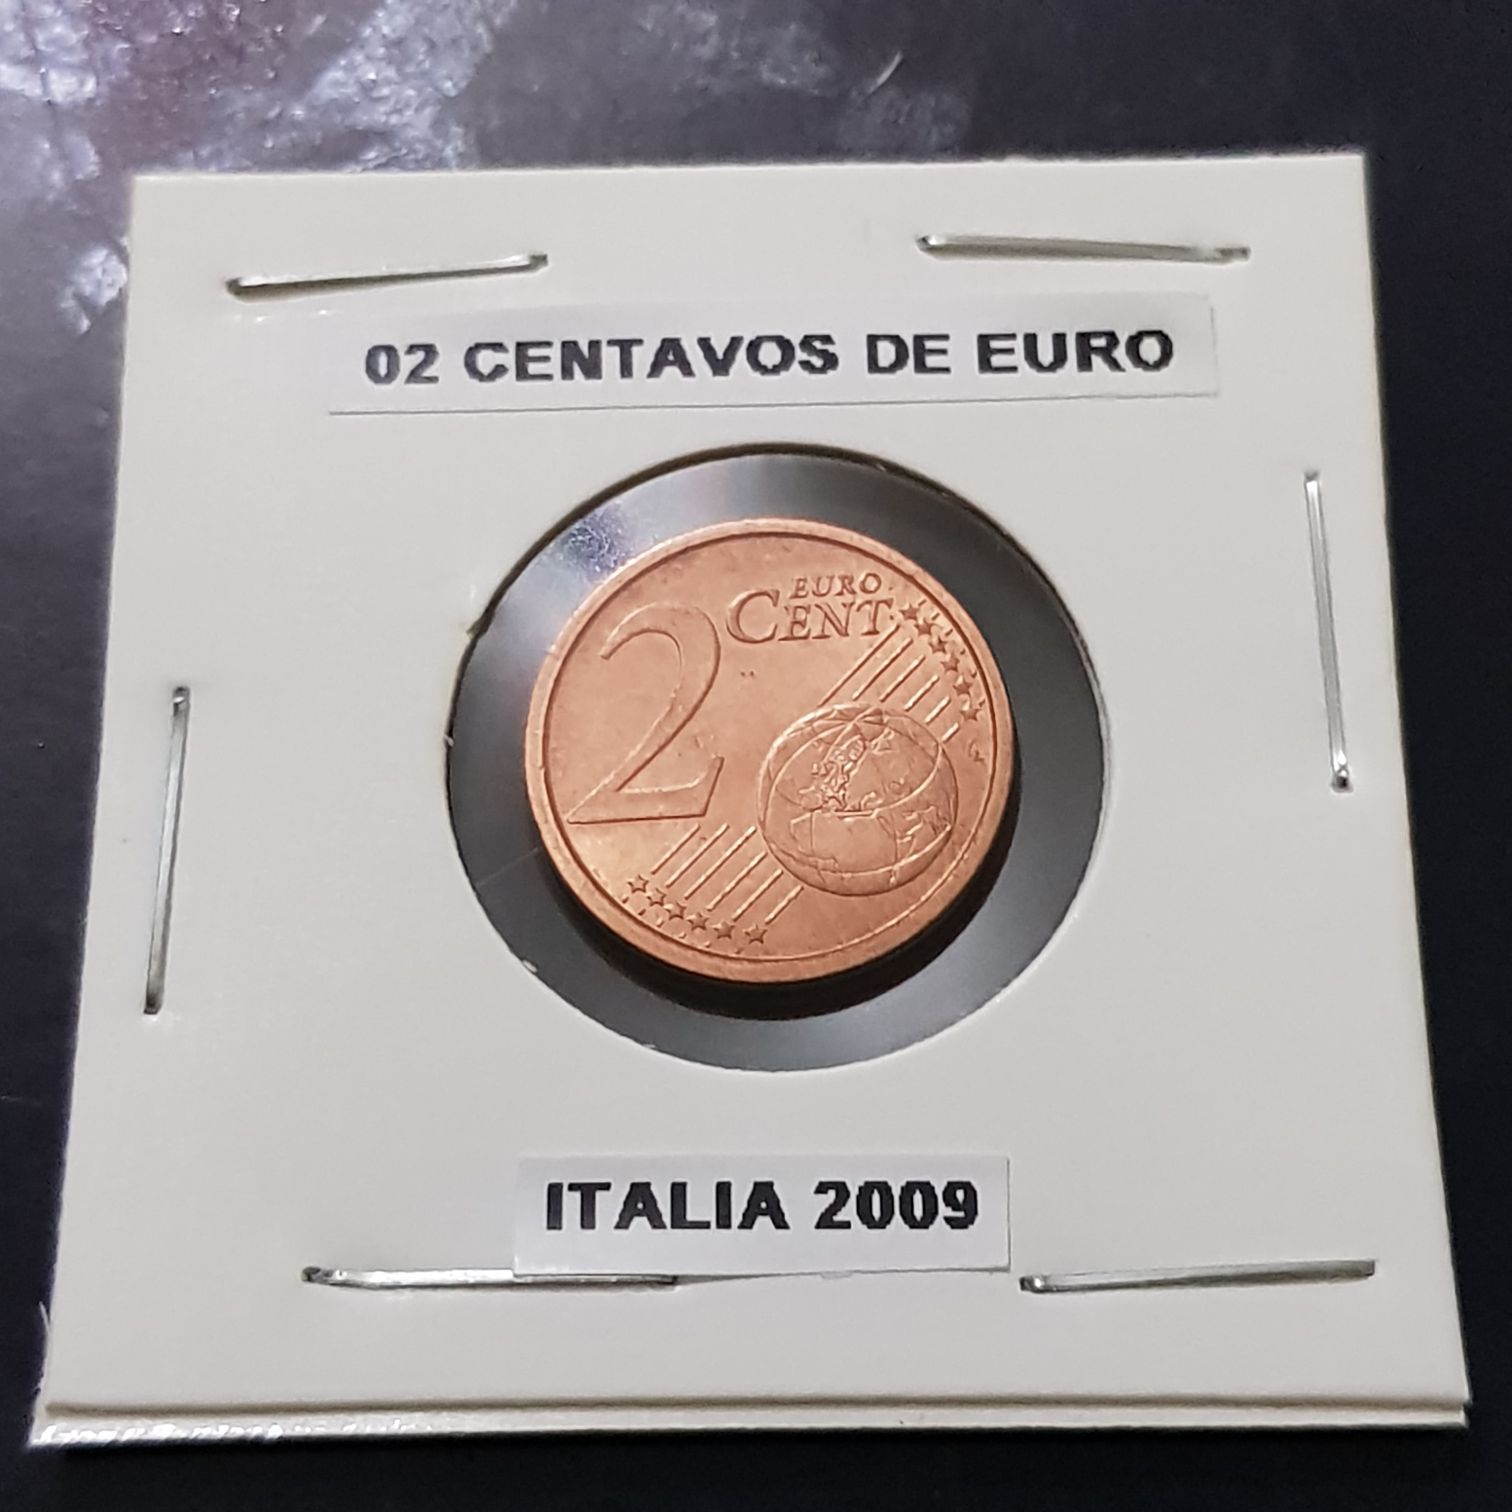 02 CENTAVOS DE EURO
2 EURO
CENT
ITALIA 2009